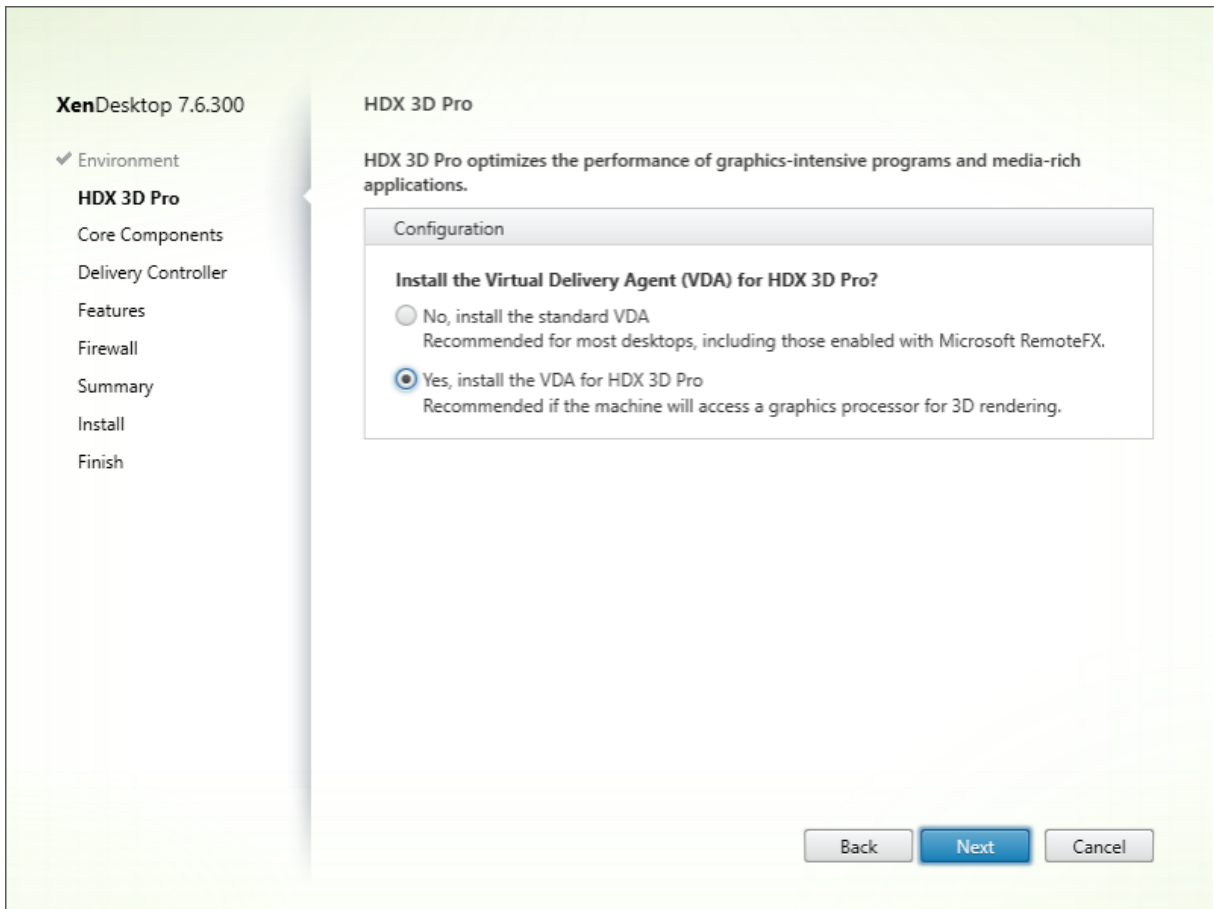 XenDesktop 7.6.300
Environment
HDX 3D Pro
Core Components
Delivery Controller
Features
Firewall
Summary
Install
Finish
HDX 3D Pro
HDX 3D Pro optimizes the performance of graphics-intensive programs and media-rich
applications.
Configuration
Install the Virtual Delivery Agent (VDA) for HDX 3D Pro?
No, install the standard VDA
Recommended for most desktops, including those enabled with Microsoft RemoteFX.
Yes, install the VDA for HDX 3D Pro
Recommended if the machine will access a graphics processor for 3D rendering.
Back Next Cancel